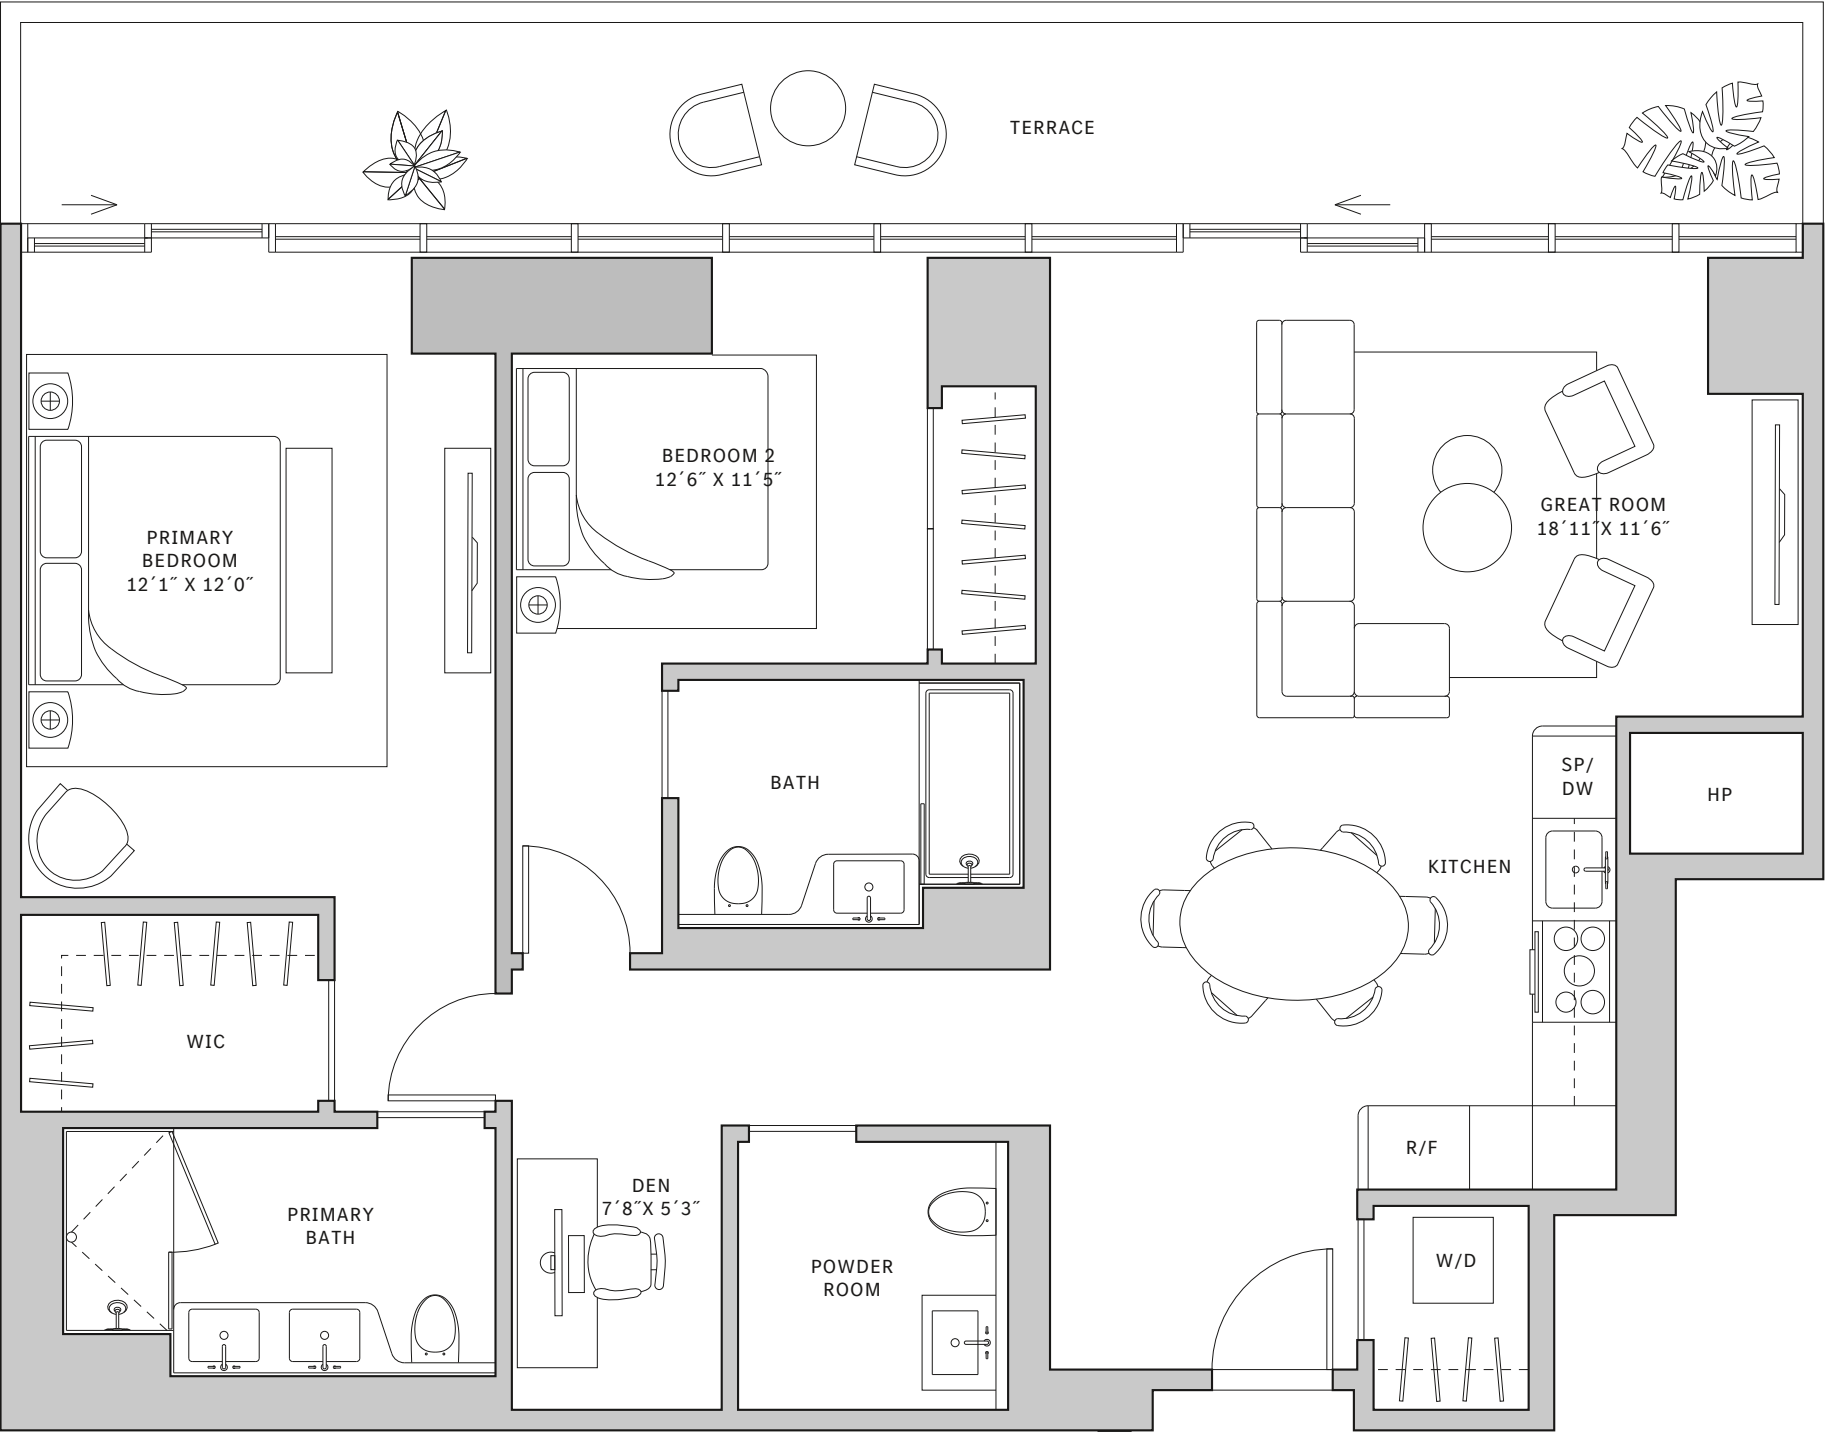 TERRACE
BEDROOM 2
12´6˝ X 11´5˝
GREAT ROOM
18´11˝X 11´6˝
PRIMARY
BEDROOM
12´1˝ X 12´0˝
BATH
SP/
DW
HP
KITCHEN
WIC
R/F
DEN
7´8˝X 5´3˝
PRIMARY
BATH
POWDER
ROOM
W/D